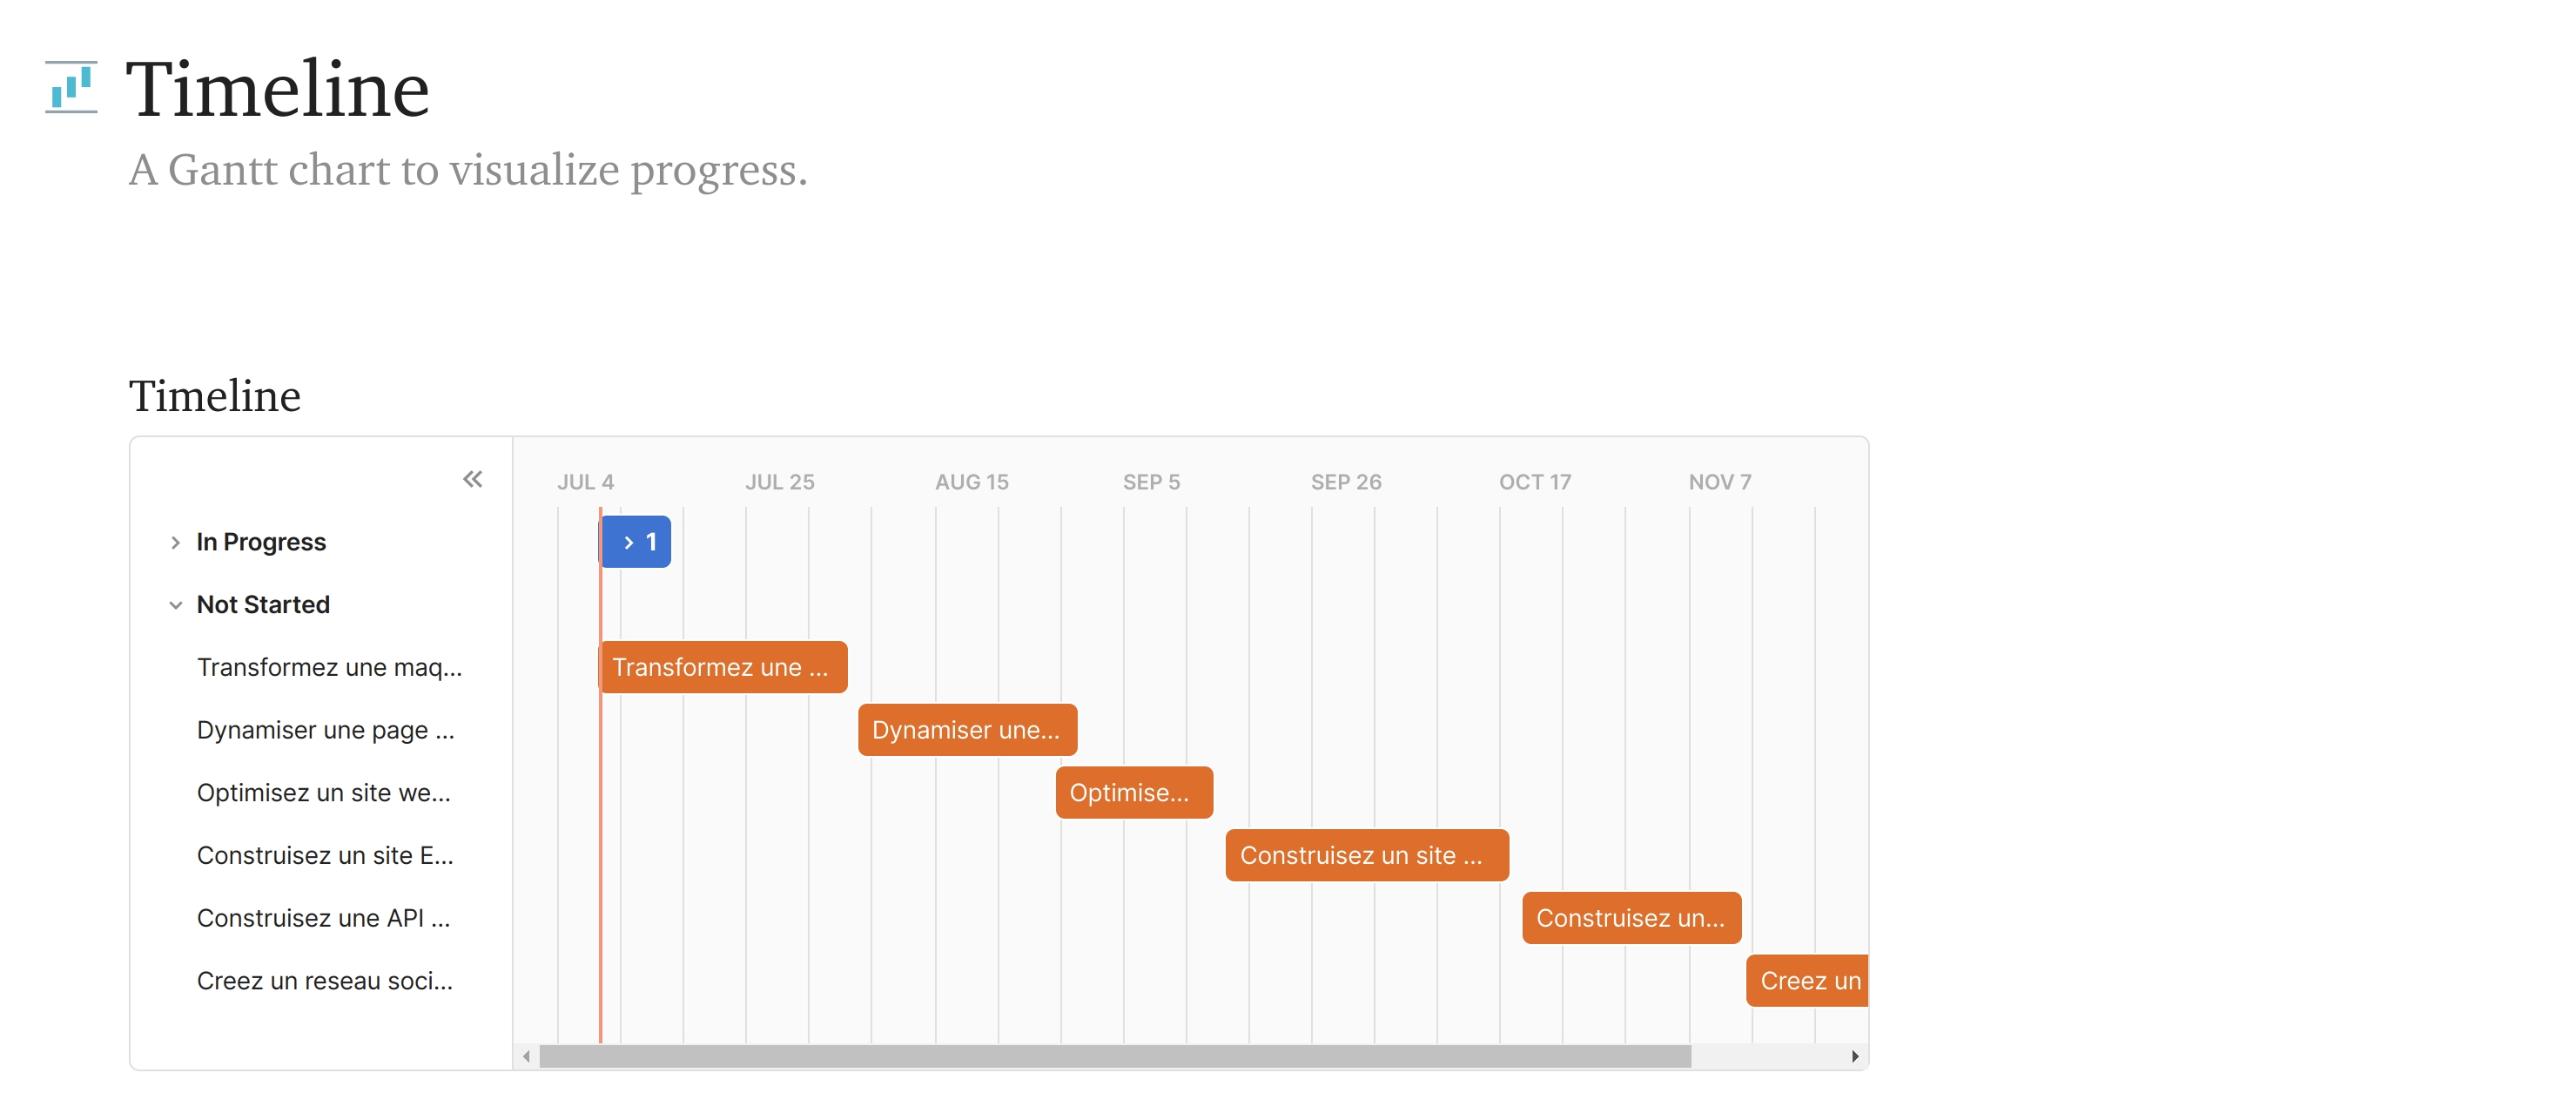 Timeline
A Gantt chart to visualize progress.
Timeline
JUL 4 JUL 25 AUG 15 SEP 5 SEP 26 OCT 17 NOV 7
In Progress 1
Not Started
Transformez une maq... Transformez une ...
Dynamiser une page ... Dynamiser une...
Optimisez un site we... Optimise...
Construisez un site E... Construisez un site ...
Construisez une API ... Construisez un...
Creez un reseau soci... Creez un